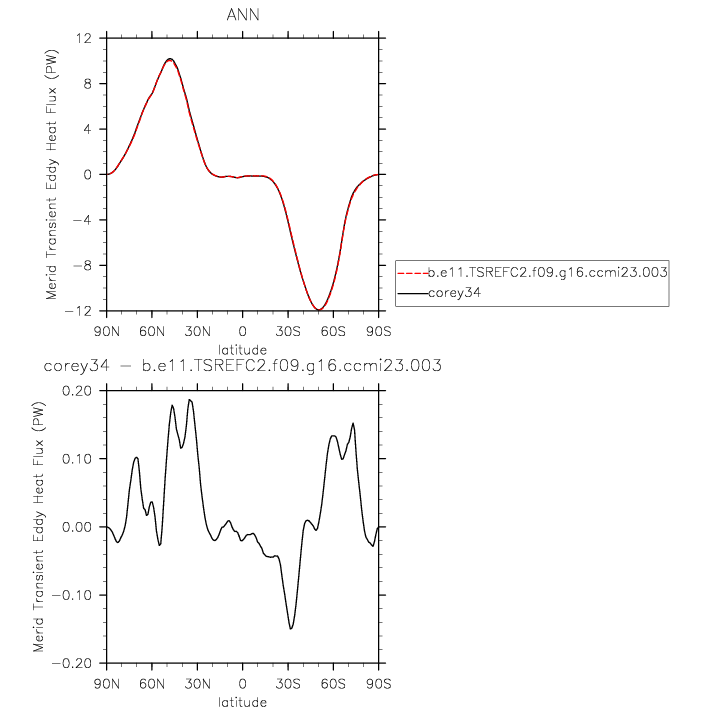 ANN
Merid Transient Eddy Heat Flux (PW)
12
8
4
0
−4
−8
−12
90N 60N 30N 0 30S 60S 90S
latitude
b.e11.TSREFC2.f09.g16.ccmi23.003
corey34
corey34 − b.e11.TSREFC2.f09.g16.ccmi23.003
Merid Transient Eddy Heat Flux (PW)
0.20
0.10
0.00
−0.10
−0.20
90N 60N 30N 0 30S 60S 90S
latitude